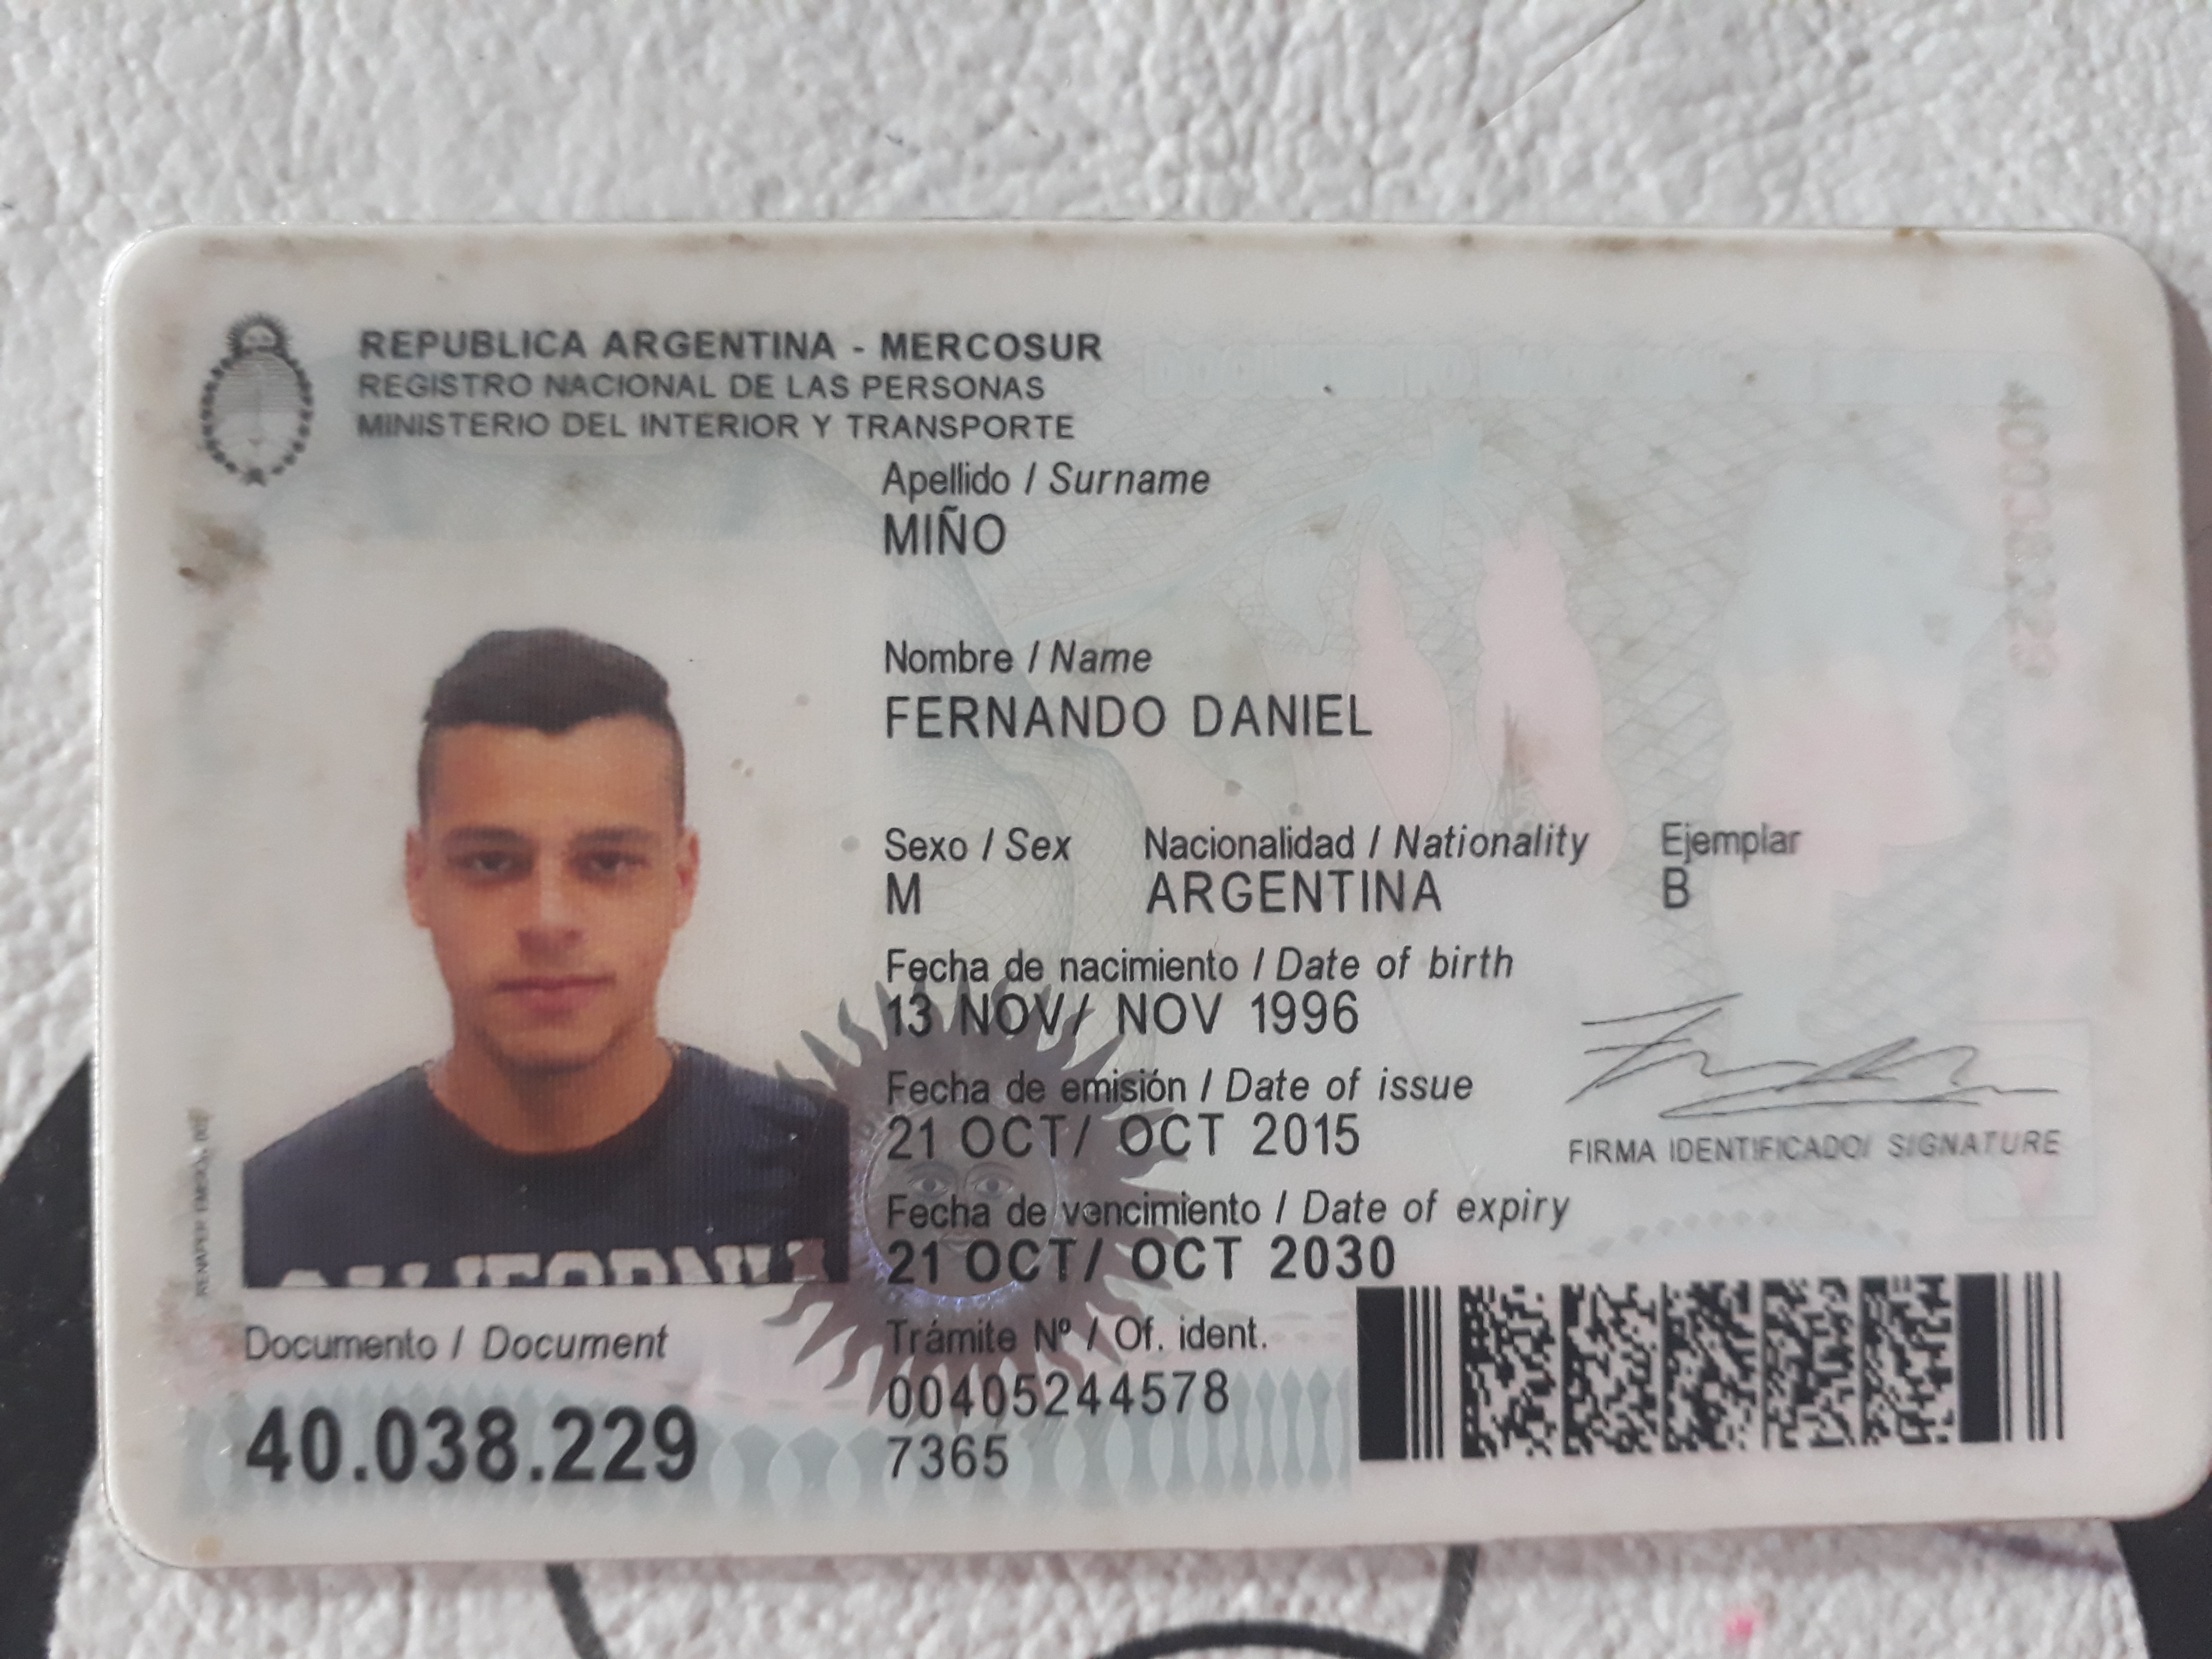 REPUBLICA ARGENTINA - MERCOSUR
REGISTRO NACIONAL DE LAS PERSONAS
MINISTERIO DEL INTERIOR Y TRANSPORTE
Apellido / Surname
MIÑO
Nombre / Name
FERNANDO DANIEL
Sexo / Sex Nacionalidad / Nationality Ejemplar
M ARGENTINA B
Fecha de nacimiento / Date of birth
13 NOV/ NOV 1996
Fecha de emisión / Date of issue
21 OCT/ OCT 2015
FIRMA IDENTIFICADO/ SIGNATURE
Fecha de vencimiento / Date of expiry
21 OCT/ OCT 2030
Documento / Document
40.038.229
Trámite Nº / Of. ident.
00405244578
7365